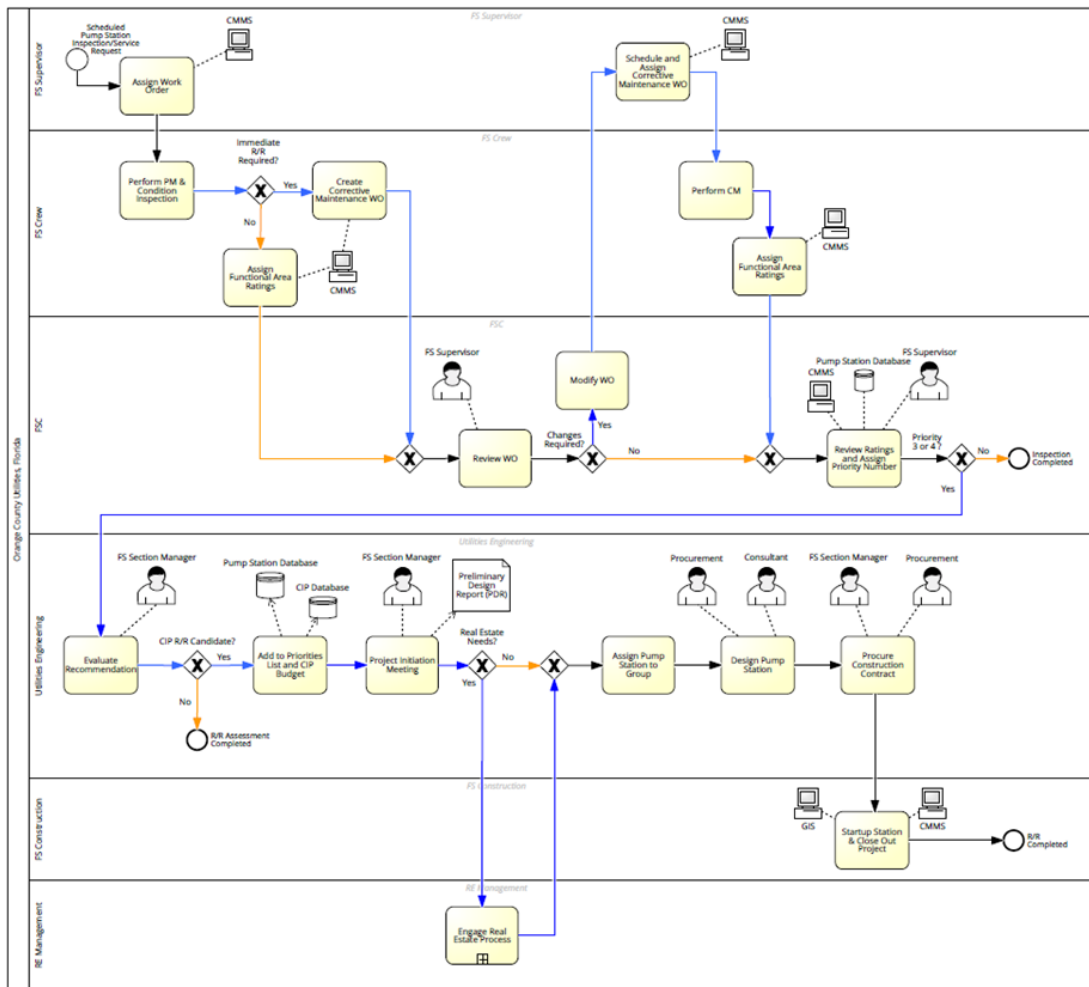 Orange County Utilities, Florida
FS Supervisor
FS Supervisor
Scheduled
Pump Station
Inspection/Service
Request
CMMS
Assign Work
Order
CMMS
Schedule and
Assign
Corrective
Maintenance WO
FS Crew
FS Crew
Perform PM &
Condition
Inspection
Immediate
R/R
Required?
Yes
No
Create
Corrective
Maintenance WO
Assign
Functional Area
Ratings
CMMS
Perform CM
Assign
Functional Area
Ratings
CMMS
FSC
FSC
FS Supervisor
Review WO
Changes
Required?
Yes
No
Modify WO
Pump Station Database
CMMS
FS Supervisor
Review Ratings
and Assign
Priority Number
Priority
3 or 4 ?
No
Yes
Inspection
Completed
Utilities Engineering
Utilities Engineering
FS Section Manager
Evaluate
Recommendation
CIP R/R Candidate?
Yes
No
R/R Assessment
Completed
Pump Station Database
CIP Database
Add to Priorities
List and CIP
Budget
FS Section Manager
Project Initiation
Meeting
Preliminary
Design
Report (PDR)
Real Estate
Needs?
No
Yes
Assign Pump
Station to
Group
Procurement
Consultant
Design Pump
Station
FS Section Manager
Procurement
Procure
Construction
Contract
FS Construction
FS Construction
GIS
CMMS
Startup Station
& Close Out
Project
R/R
Completed
RE Management
RE Management
Engage Real
Estate Process